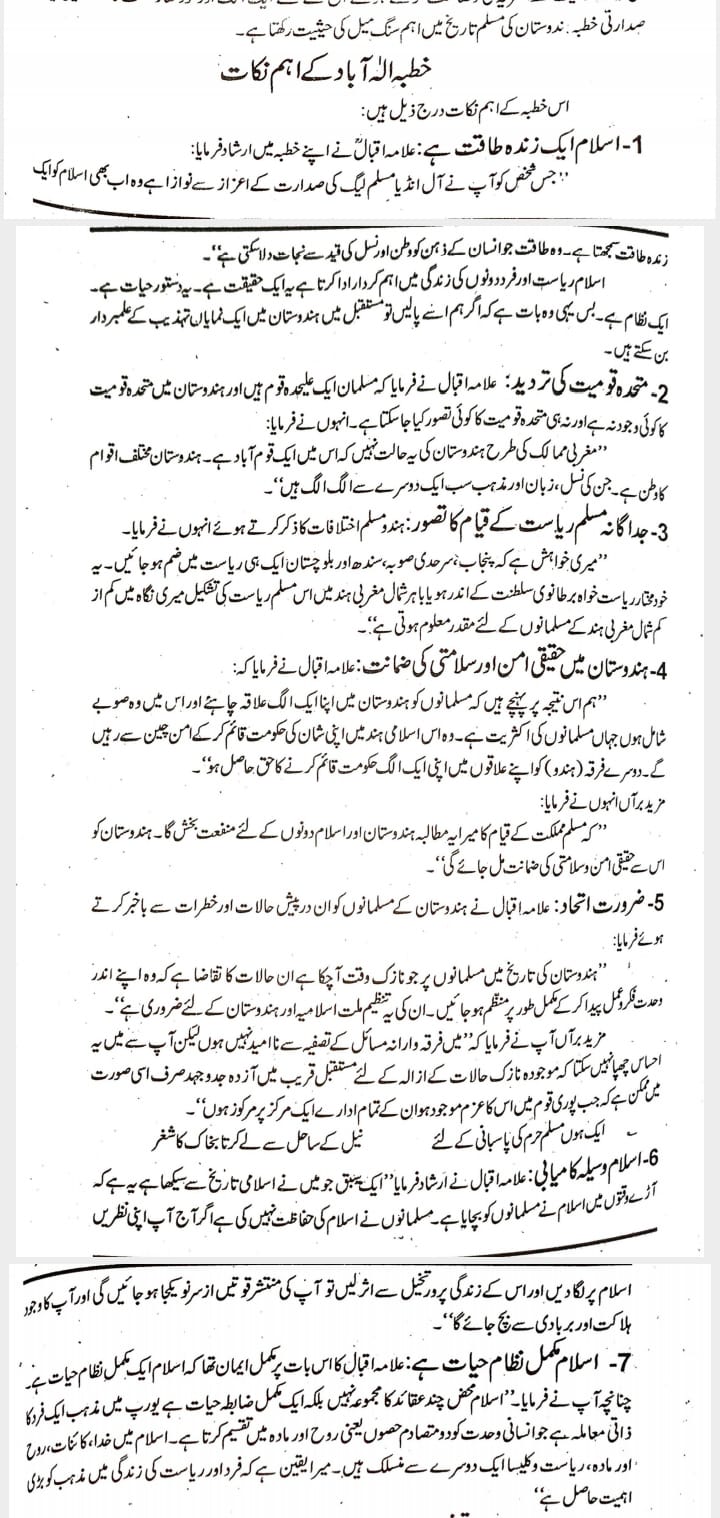 صدارتی خطبہ. ندوستان کی مسلم تاریخ میں اہم سنگ میل کی حیثیت رکھتا ہے۔
خطبہ الٰہ آباد کے اہم نکات
اس خطبہ کے اہم نکات درج ذیل ہیں:
1- اسلام ایک زندہ طاقت ہے: علامہ اقبالؒ نے اپنے خطبہ میں ارشاد فرمایا:
”جس شخص کو آپ نے آل انڈیا مسلم لیگ کی صدارت کے اعزاز سے نوازا ہے وہ اب بھی اسلام کو ایک
زندہ طاقت سمجھتا ہے۔ وہ طاقت جو انسان کے ذہن کو وطن اور نسل کی قید سے نجات دلا سکتی ہے“۔
اسلام ریاست اور فرد دونوں کی زندگی میں اہم کردار ادا کرتا ہے یہ ایک حقیقت ہے۔ یہ دستور حیات ہے۔
ایک نظام ہے۔ بس یہی وہ بات ہے کہ اگر ہم اسے پالیں تو مستقبل میں ہندوستان میں ایک نمایاں تہذیب کے علمبردار
بن سکتے ہیں۔
2- متحدہ قومیت کی تردید: علامہ اقبال نے فرمایا کہ مسلمان ایک علیحدہ قوم ہیں اور ہندوستان میں متحدہ قومیت
کا کوئی وجود نہ ہے اور نہ ہی متحدہ قومیت کا کوئی تصور کیا جا سکتا ہے۔ انہوں نے فرمایا:
”مغربی ممالک کی طرح ہندوستان کی یہ حالت نہیں کہ اس میں ایک قوم آباد ہے۔ ہندوستان مختلف اقوام
کا وطن ہے۔ جن کی نسل، زبان اور مذہب سب ایک دوسرے سے الگ الگ ہیں“۔
3- جداگانہ مسلم ریاست کے قیام کا تصور: ہندو مسلم اختلافات کا ذکر کرتے ہوئے انہوں نے فرمایا۔
”میری خواہش ہے کہ پنجاب، سرحدی صوبہ، سندھ اور بلوچستان ایک ہی ریاست میں ضم ہو جائیں۔ یہ
خود مختار ریاست خواہ برطانوی سلطنت کے اندر ہو یا باہر شمال مغربی ہند میں اس مسلم ریاست کی تشکیل میری نگاہ میں کم از
کم شمال مغربی ہند کے مسلمانوں کے لئے مقدر معلوم ہوتی ہے“۔
4- ہندوستان میں حقیقی امن اور سلامتی کی ضمانت: علامہ اقبال نے فرمایا کہ:
”ہم اس نتیجہ پر پہنچے ہیں کہ مسلمانوں کو ہندوستان میں اپنا ایک الگ علاقہ چاہئے اور اس میں وہ صوبے
شامل ہوں جہاں مسلمانوں کی اکثریت ہے۔ وہ اس اسلامی ہند میں اپنی شان کی حکومت قائم کر کے امن چین سے رہیں
گے۔ دوسرے فرقہ (ہندو) کو اپنے علاقوں میں اپنی ایک الگ حکومت قائم کرنے کا حق حاصل ہو“۔
مزید برآں انہوں نے فرمایا:
”کہ مسلم مملکت کے قیام کا میرا یہ مطالبہ ہندوستان اور اسلام دونوں کے لئے منفعت بخش گا۔ ہندوستان کو
اس سے حقیقی امن وسلامتی کی ضمانت مل جائے گی“۔
5- ضرورت اتحاد: علامہ اقبال نے ہندوستان کے مسلمانوں کو ان درپیش حالات اور خطرات سے باخبر کرتے
ہوئے فرمایا:
”ہندوستان کی تاریخ میں مسلمانوں پر جو نازک وقت آ چکا ہے ان حالات کا تقاضا ہے کہ وہ اپنے اندر
وحدت فکر و عمل پیدا کر کے مکمل طور پر منظم ہو جائیں۔ ان کی یہ تنظیم ملت اسلامیہ اور ہندوستان کے لئے ضروری ہے“۔
مزید برآں آپ نے فرمایا کہ ”میں فرقہ وارانہ مسائل کے تصفیہ سے نا امید نہیں ہوں لیکن آپ سے میں یہ
احساس چھپا نہیں سکتا کہ موجودہ نازک حالات کے ازالہ کے لئے مستقبل قریب میں آزدہ جدوجہد صرف اسی صورت
میں ممکن ہے کہ جب پوری قوم میں اس کا عزم موجود ہو ان کے تمام ادارے ایک مرکز پر مرکوز ہوں“۔
ایک ہوں مسلم حرم کی پاسبانی کے لئے نیل کے ساحل سے لے کر تا بخاک کاشغر
6- اسلام وسیلہ کامیابی: علامہ اقبال نے ارشاد فرمایا ”ایک سبق جو میں نے اسلامی تاریخ سے سیکھا ہے یہ ہے کہ
آڑے وقتوں میں اسلام نے مسلمانوں کو بچایا ہے۔ مسلمانوں نے اسلام کی حفاظت نہیں کی ہے اگر آج آپ اپنی نظریں
اسلام پر لگا دیں اور اس کے زندگی پرور تخیل سے اثر لیں تو آپ کی منتشر قوتیں از سر نو یکجا ہو جائیں گی اور آپ کا وجود
ہلاکت اور بربادی سے بچ جائے گا“۔
7- اسلام مکمل نظام حیات ہے: علامہ اقبال کا اس بات پر مکمل ایمان تھا کہ اسلام ایک مکمل نظام حیات ہے۔
چنانچہ آپ نے فرمایا۔ ”اسلام محض چند عقائد کا مجموعہ نہیں بلکہ ایک مکمل ضابطہ حیات ہے یورپ میں مذہب ایک فرد کا
ذاتی معاملہ ہے جو انسانی وحدت کو دو متصادم حصوں یعنی روح اور مادہ میں تقسیم کرتا ہے۔ اسلام میں خدا، کائنات، روح
اور مادہ، ریاست و کلیسا ایک دوسرے سے منسلک ہیں۔ میرا یقین ہے کہ فرد اور ریاست کی زندگی میں مذہب کو بڑی
اہمیت حاصل ہے“